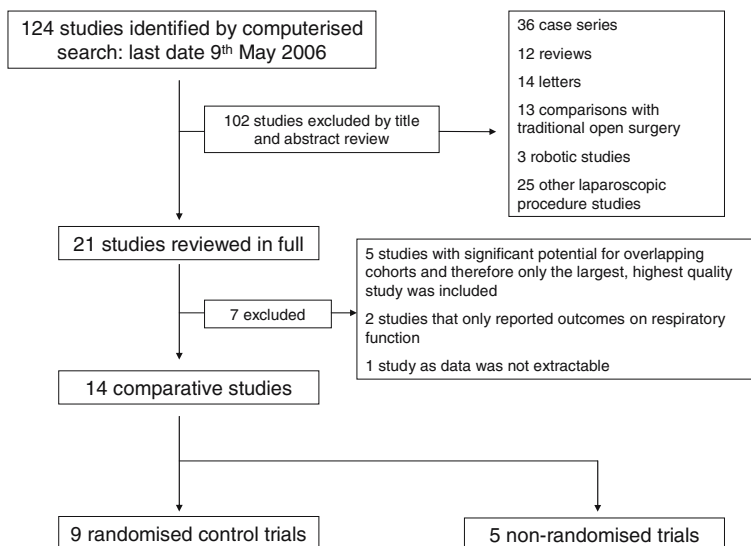 124 studies identified by computerised
search: last date 9th May 2006
36 case series
12 reviews
14 letters
13 comparisons with
traditional open surgery
3 robotic studies
25 other laparoscopic
procedure studies
102 studies excluded by title
and abstract review
21 studies reviewed in full
5 studies with significant potential for overlapping
cohorts and therefore only the largest, highest quality
study was included
2 studies that only reported outcomes on respiratory
function
1 study as data was not extractable
7 excluded
14 comparative studies
9 randomised control trials
5 non-randomised trials